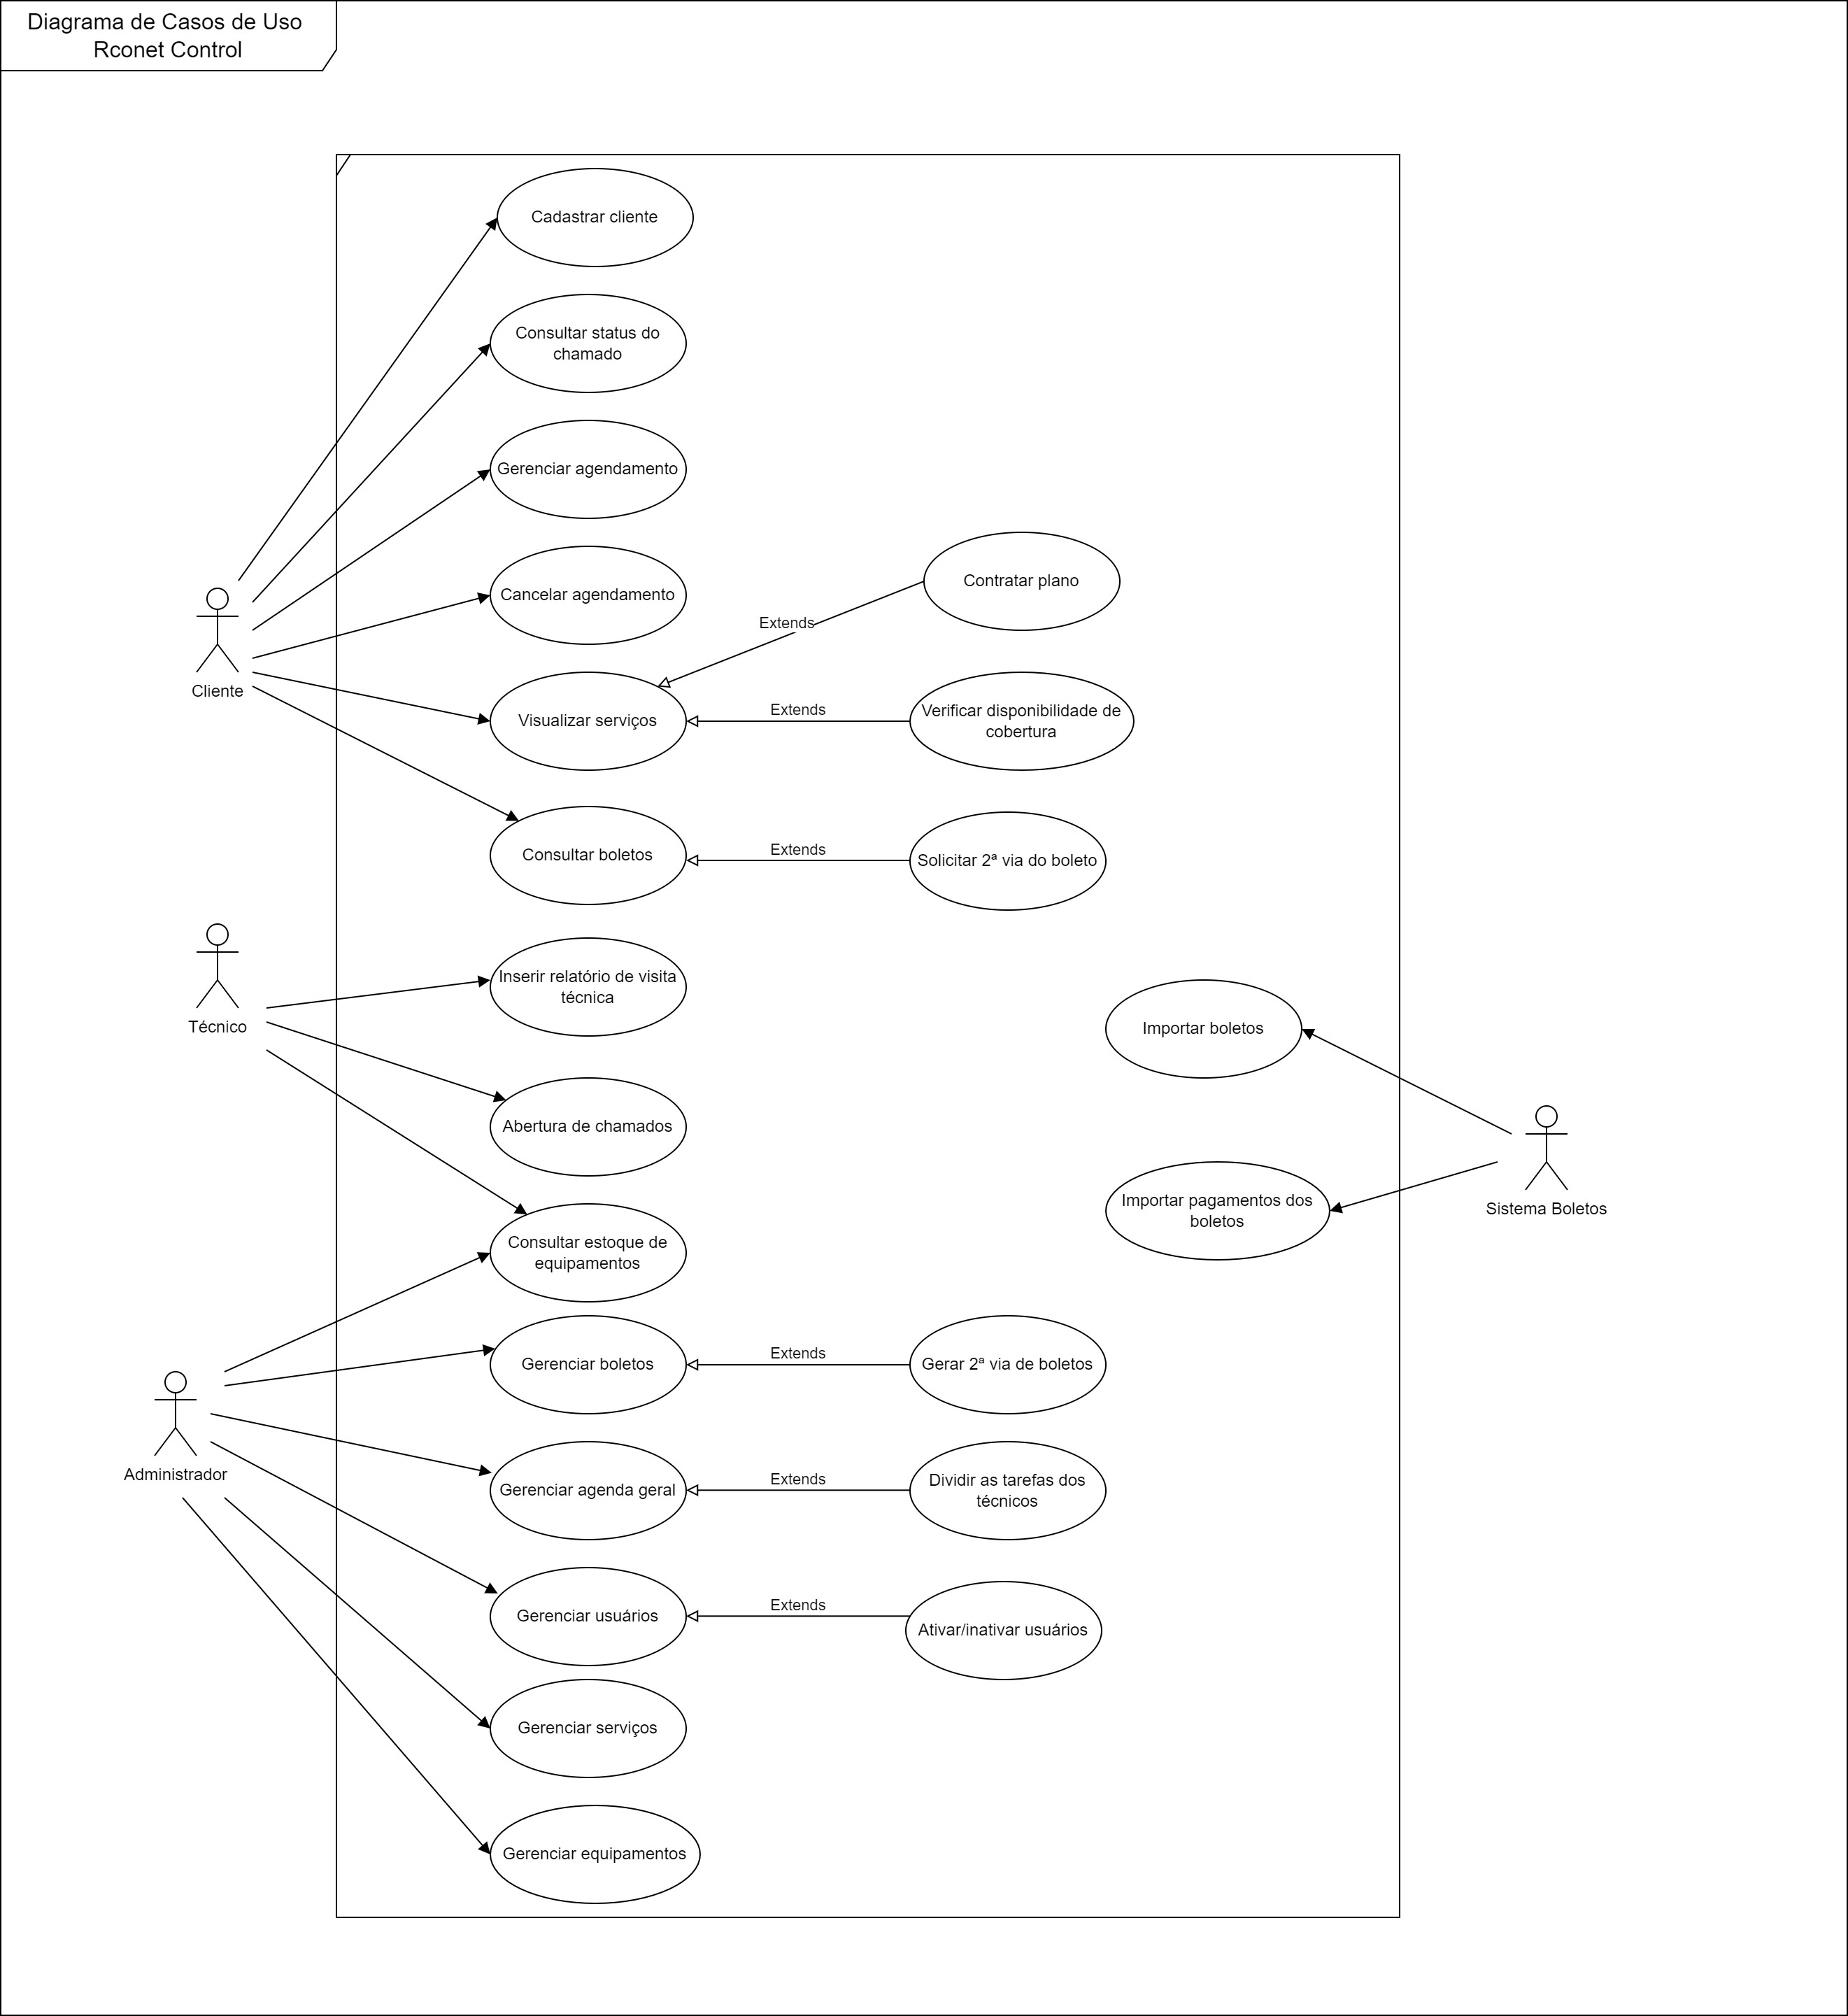 Diagrama de Casos de Uso
Rconet Control
Cadastrar cliente
Consultar status do
chamado
Gerenciar agendamento
Cancelar agendamento
Contratar plano
Extends
Cliente
Visualizar serviços
Extends
Verificar disponibilidade de
cobertura
Consultar boletos
Extends
Solicitar 2ª via do boleto
Técnico
Inserir relatório de visita
técnica
Importar boletos
Abertura de chamados
Importar pagamentos dos
boletos
Sistema Boletos
Consultar estoque de
equipamentos
Gerenciar boletos
Extends
Gerar 2ª via de boletos
Administrador
Gerenciar agenda geral
Extends
Dividir as tarefas dos
técnicos
Gerenciar usuários
Extends
Ativar/inativar usuários
Gerenciar serviços
Gerenciar equipamentos